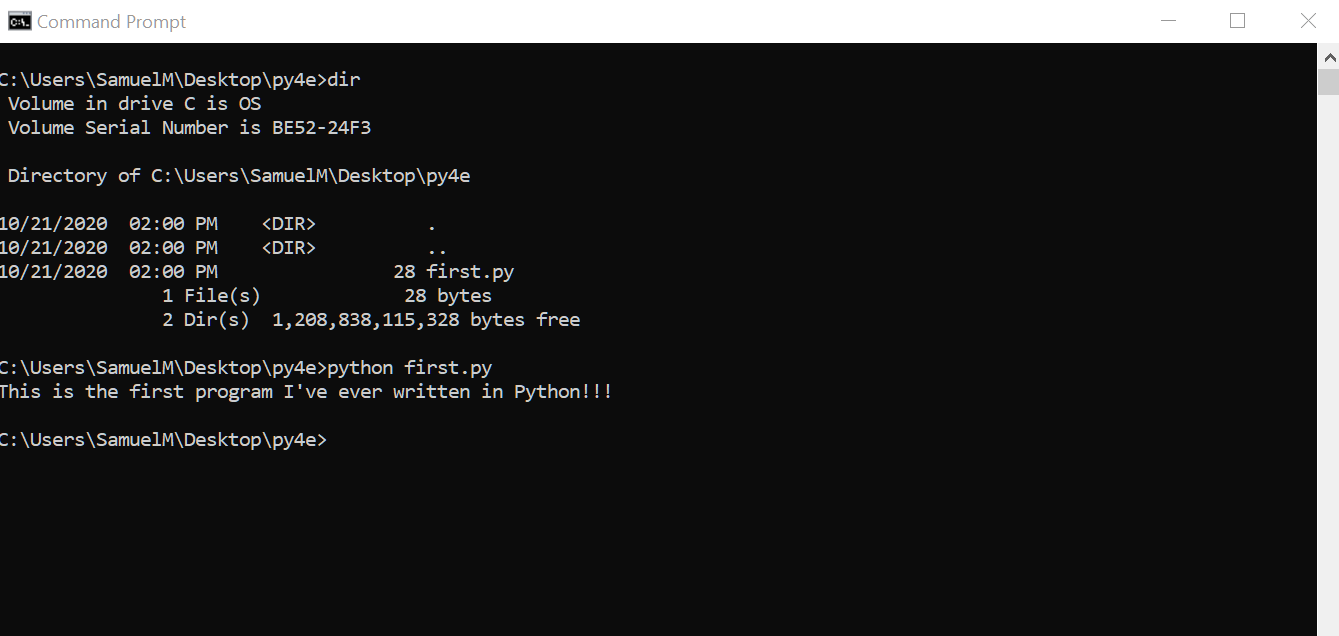 Command Prompt
C:\Users\SamuelM\Desktop\py4e>dir
 Volume in drive C is OS
 Volume Serial Number is BE52-24F3

 Directory of C:\Users\SamuelM\Desktop\py4e

10/21/2020  02:00 PM    <DIR>          .
10/21/2020  02:00 PM    <DIR>          ..
10/21/2020  02:00 PM                28 first.py
               1 File(s)             28 bytes
               2 Dir(s)  1,208,838,115,328 bytes free

C:\Users\SamuelM\Desktop\py4e>python first.py
This is the first program I've ever written in Python!!!

C:\Users\SamuelM\Desktop\py4e>